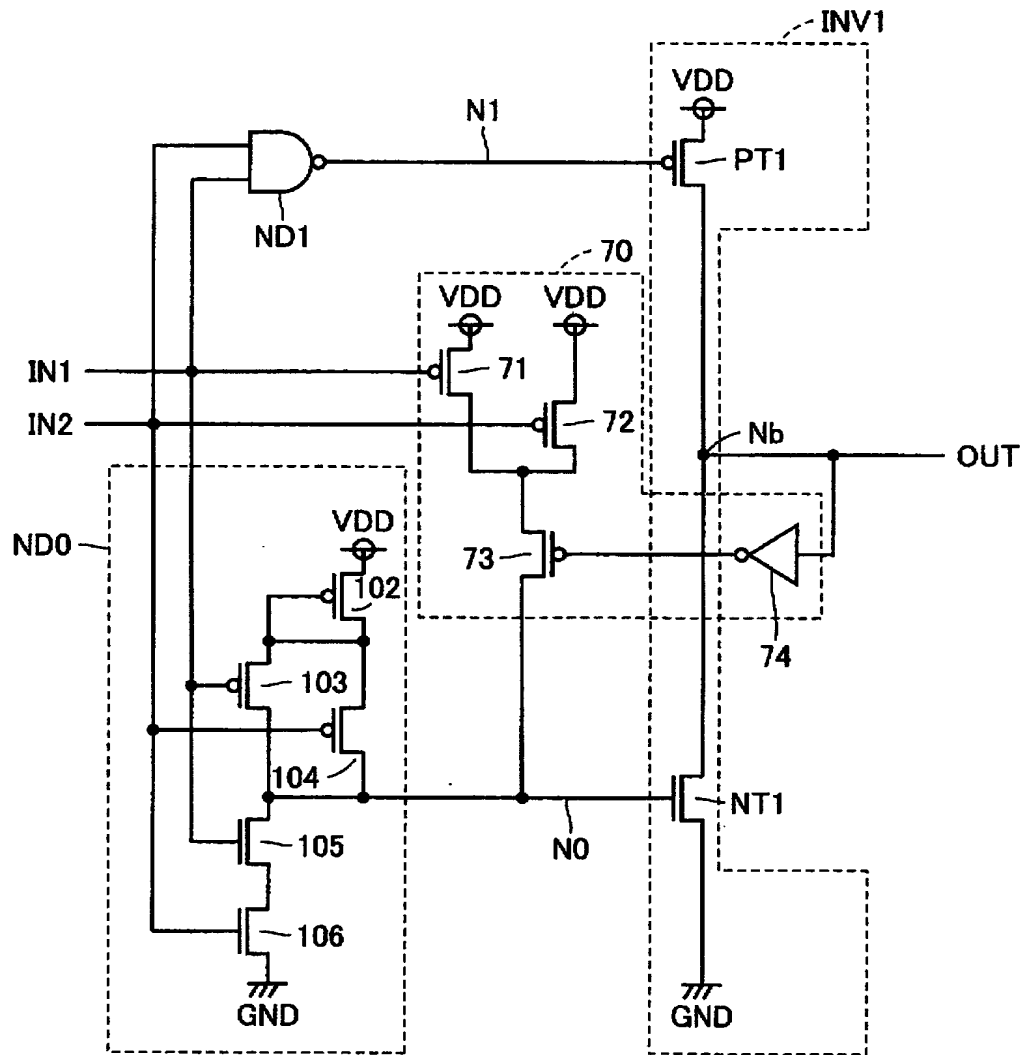 INV1
VDD
N1
PT1
ND1
70
VDD
VDD
IN1
71
IN2
72
Nb
OUT
ND0
VDD
73
102
74
103
104
NT1
N0
105
106
GND
GND